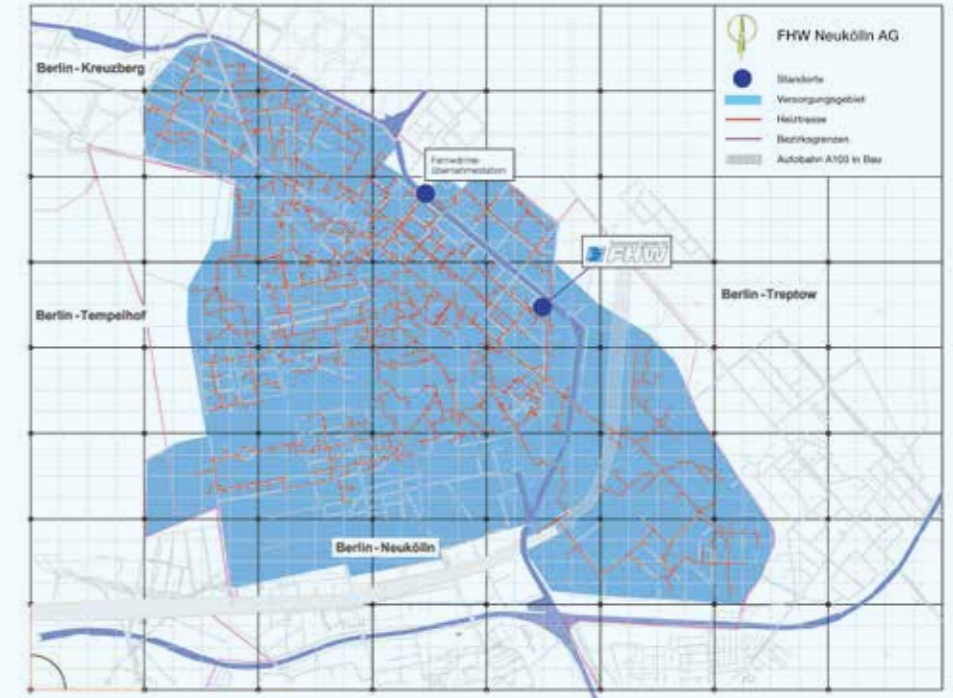 Berlin-Kreuzberg
FHW Neukölln AG
Standorte
Versorgungsgebiet
Heiztrasse
Bezirksgrenzen
Autobahn A100 in Bau
Fernwärme-
übernahmestation
FHW
Berlin-Treptow
Berlin-Tempelhof
Berlin-Neukölln